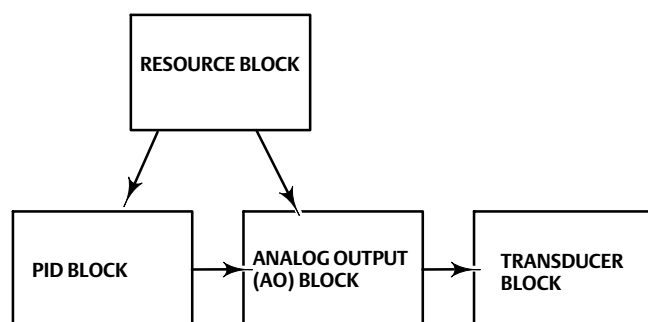 RESOURCE BLOCK
PID BLOCK
ANALOG OUTPUT
(AO) BLOCK
TRANSDUCER
BLOCK